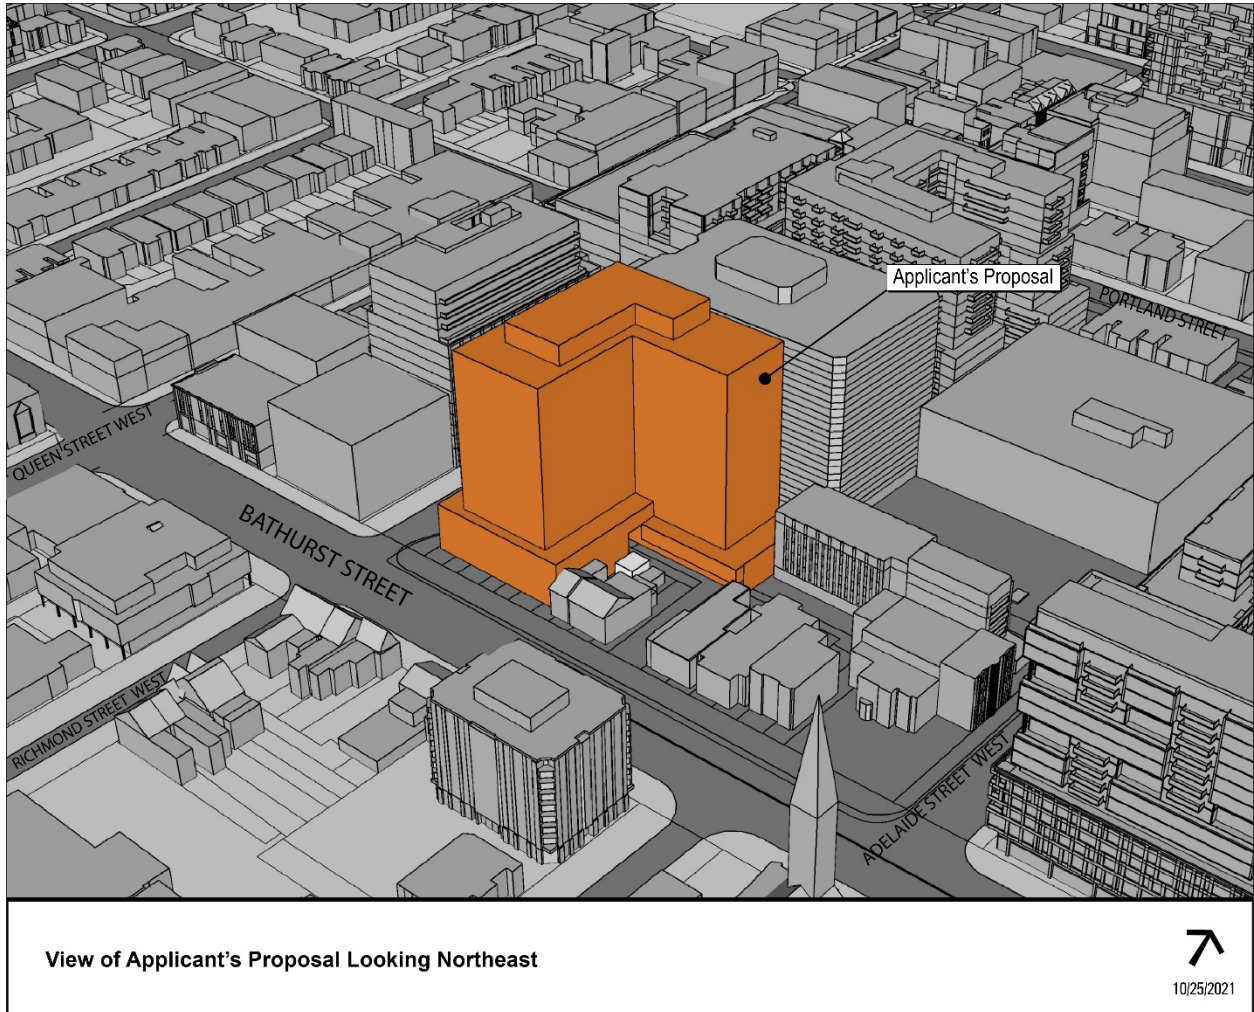 Applicant's Proposal
PORTLAND STREET
QUEEN STREET WEST
BATHURST STREET
RICHMOND STREET WEST
ADELAIDE STREET WEST
View of Applicant's Proposal Looking Northeast
10/25/2021